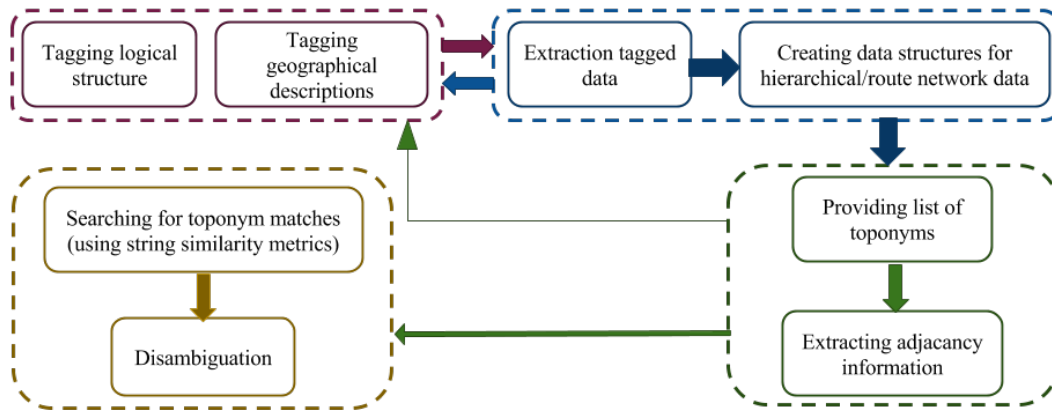 Tagging logical
structure
Tagging
geographical
descriptions
Extraction tagged
data
Creating data structures for
hierarchical/route network data
Searching for toponym matches
(using string similarity metrics)
Disambiguation
Providing list of
toponyms
Extracting adjacancy
information